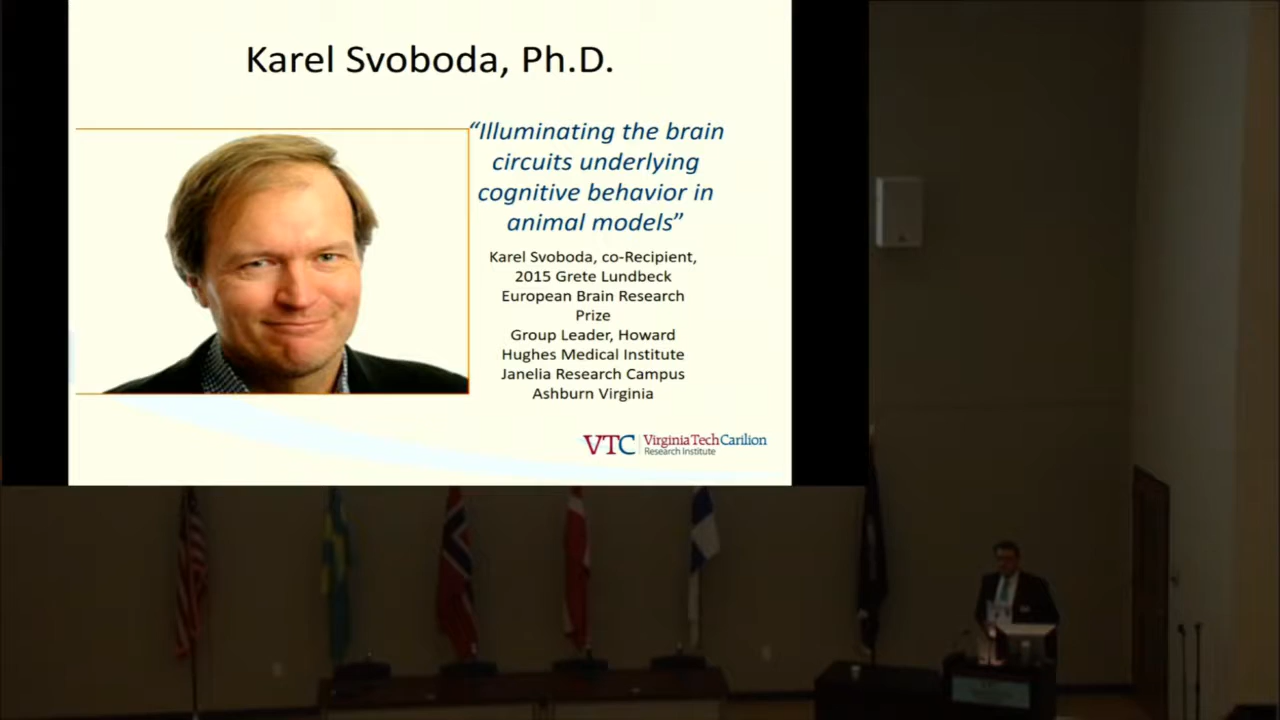 Karel Svoboda, Ph.D.
“Illuminating the brain
circuits underlying
cognitive behavior in
animal models”
Karel Svoboda, co-Recipient,
2015 Grete Lundbeck
European Brain Research
Prize
Group Leader, Howard
Hughes Medical Institute
Janelia Research Campus
Ashburn Virginia
VTC VirginiaTechCarilion
Research Institute